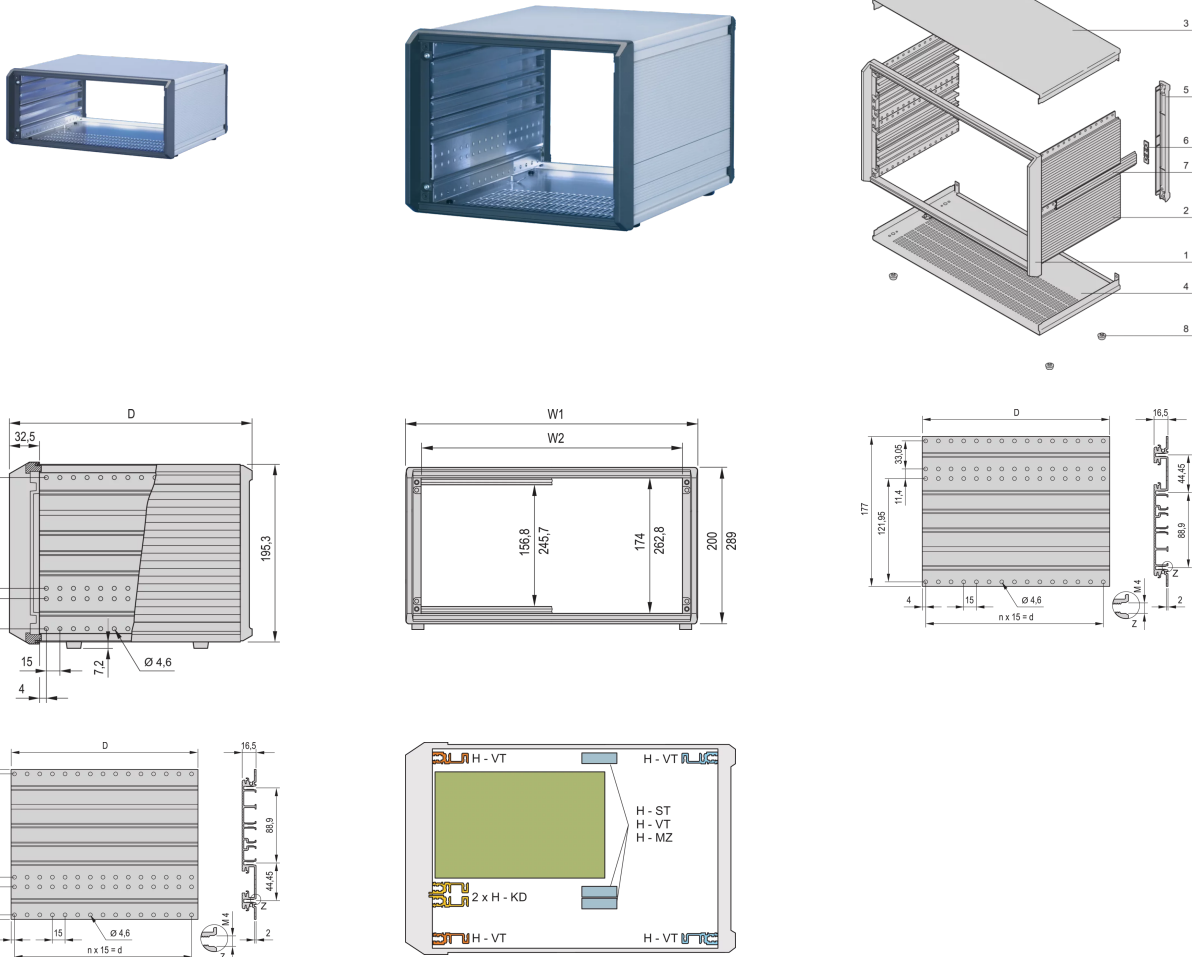 3
5
6
7
2
1
4
8
D
32,5
195,3
15
7,2
Ø 4,6
4
W1
W2
156,8
245,7
174
262,8
200
289
D
16,5
33,05
11,4
177
121,95
44,45
88,9
Z
M 4
4
15
Ø 4,6
n x 15 = d
Z
2
D
16,5
88,9
44,45
Z
M 4
15
Ø 4,6
2
n x 15 = d
Z
H - VT
H - VT
H - ST
H - VT
H - MZ
2 x H - KD
H - VT
H - VT